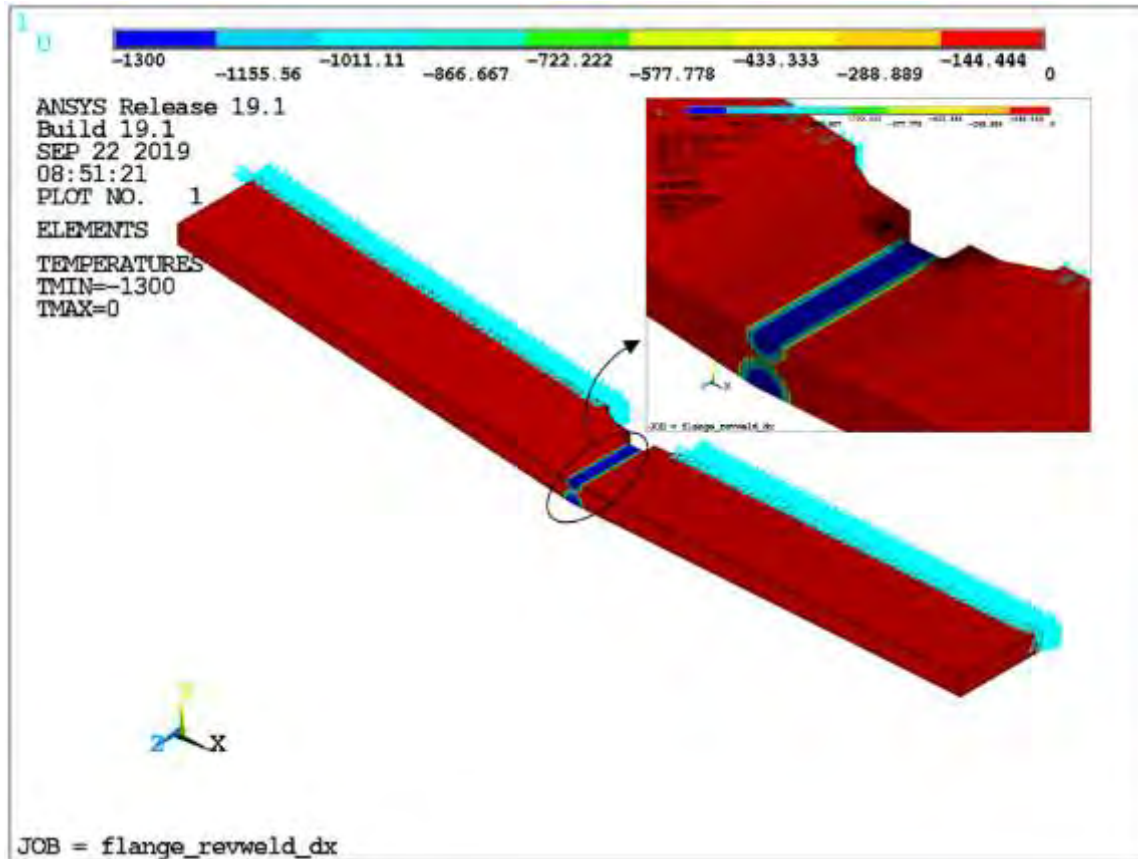 1
U
-1300 -1011.11 -722.222 -433.333 -144.444
-1155.56 -866.667 -577.778 -288.889 0
ANSYS Release 19.1
Build 19.1
SEP 22 2019
08:51:21
PLOT NO. 1
ELEMENTS
TEMPERATURES
TMIN=-1300
TMAX=0
X
JOB = flange_revweld_dx
Y
Z X
JOB = flange_revweld_dx